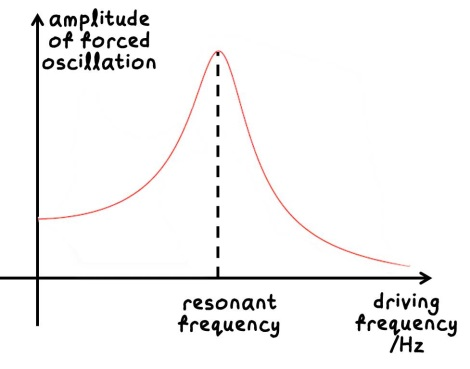 amplitude
of forced
oscillation
resonant
frequency
driving
frequency
/Hz